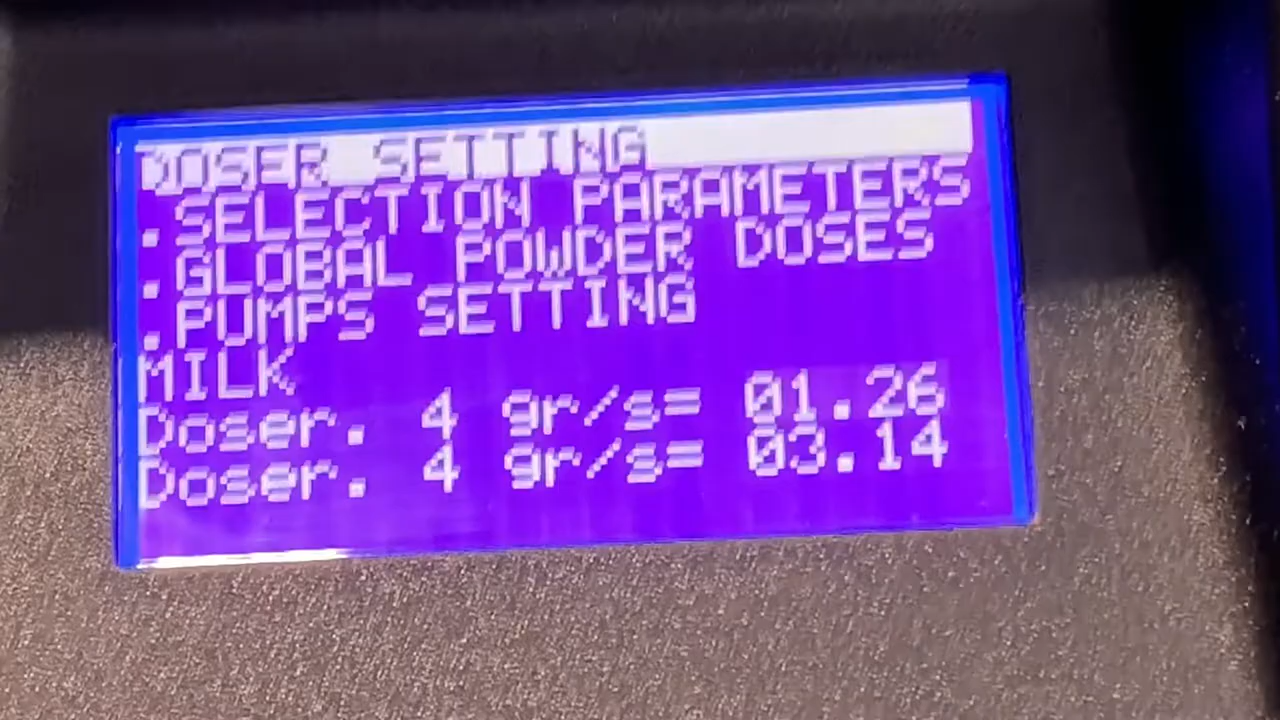 DOSER SETTING
.SELECTION PARAMETERS
.GLOBAL POWDER DOSES
.PUMPS SETTING
MILK
Doser. 4 gr/s= 01.26
Doser. 4 gr/s= 03.14